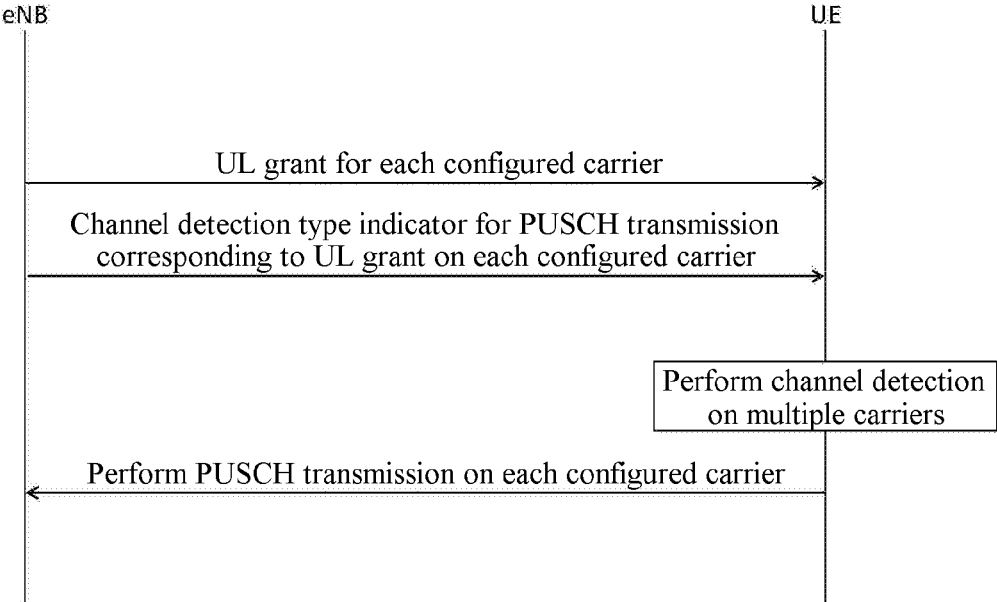 eNB
UE
UL grant for each configured carrier
Channel detection type indicator for PUSCH transmission
corresponding to UL grant on each configured carrier
Perform channel detection
on multiple carriers
Perform PUSCH transmission on each configured carrier